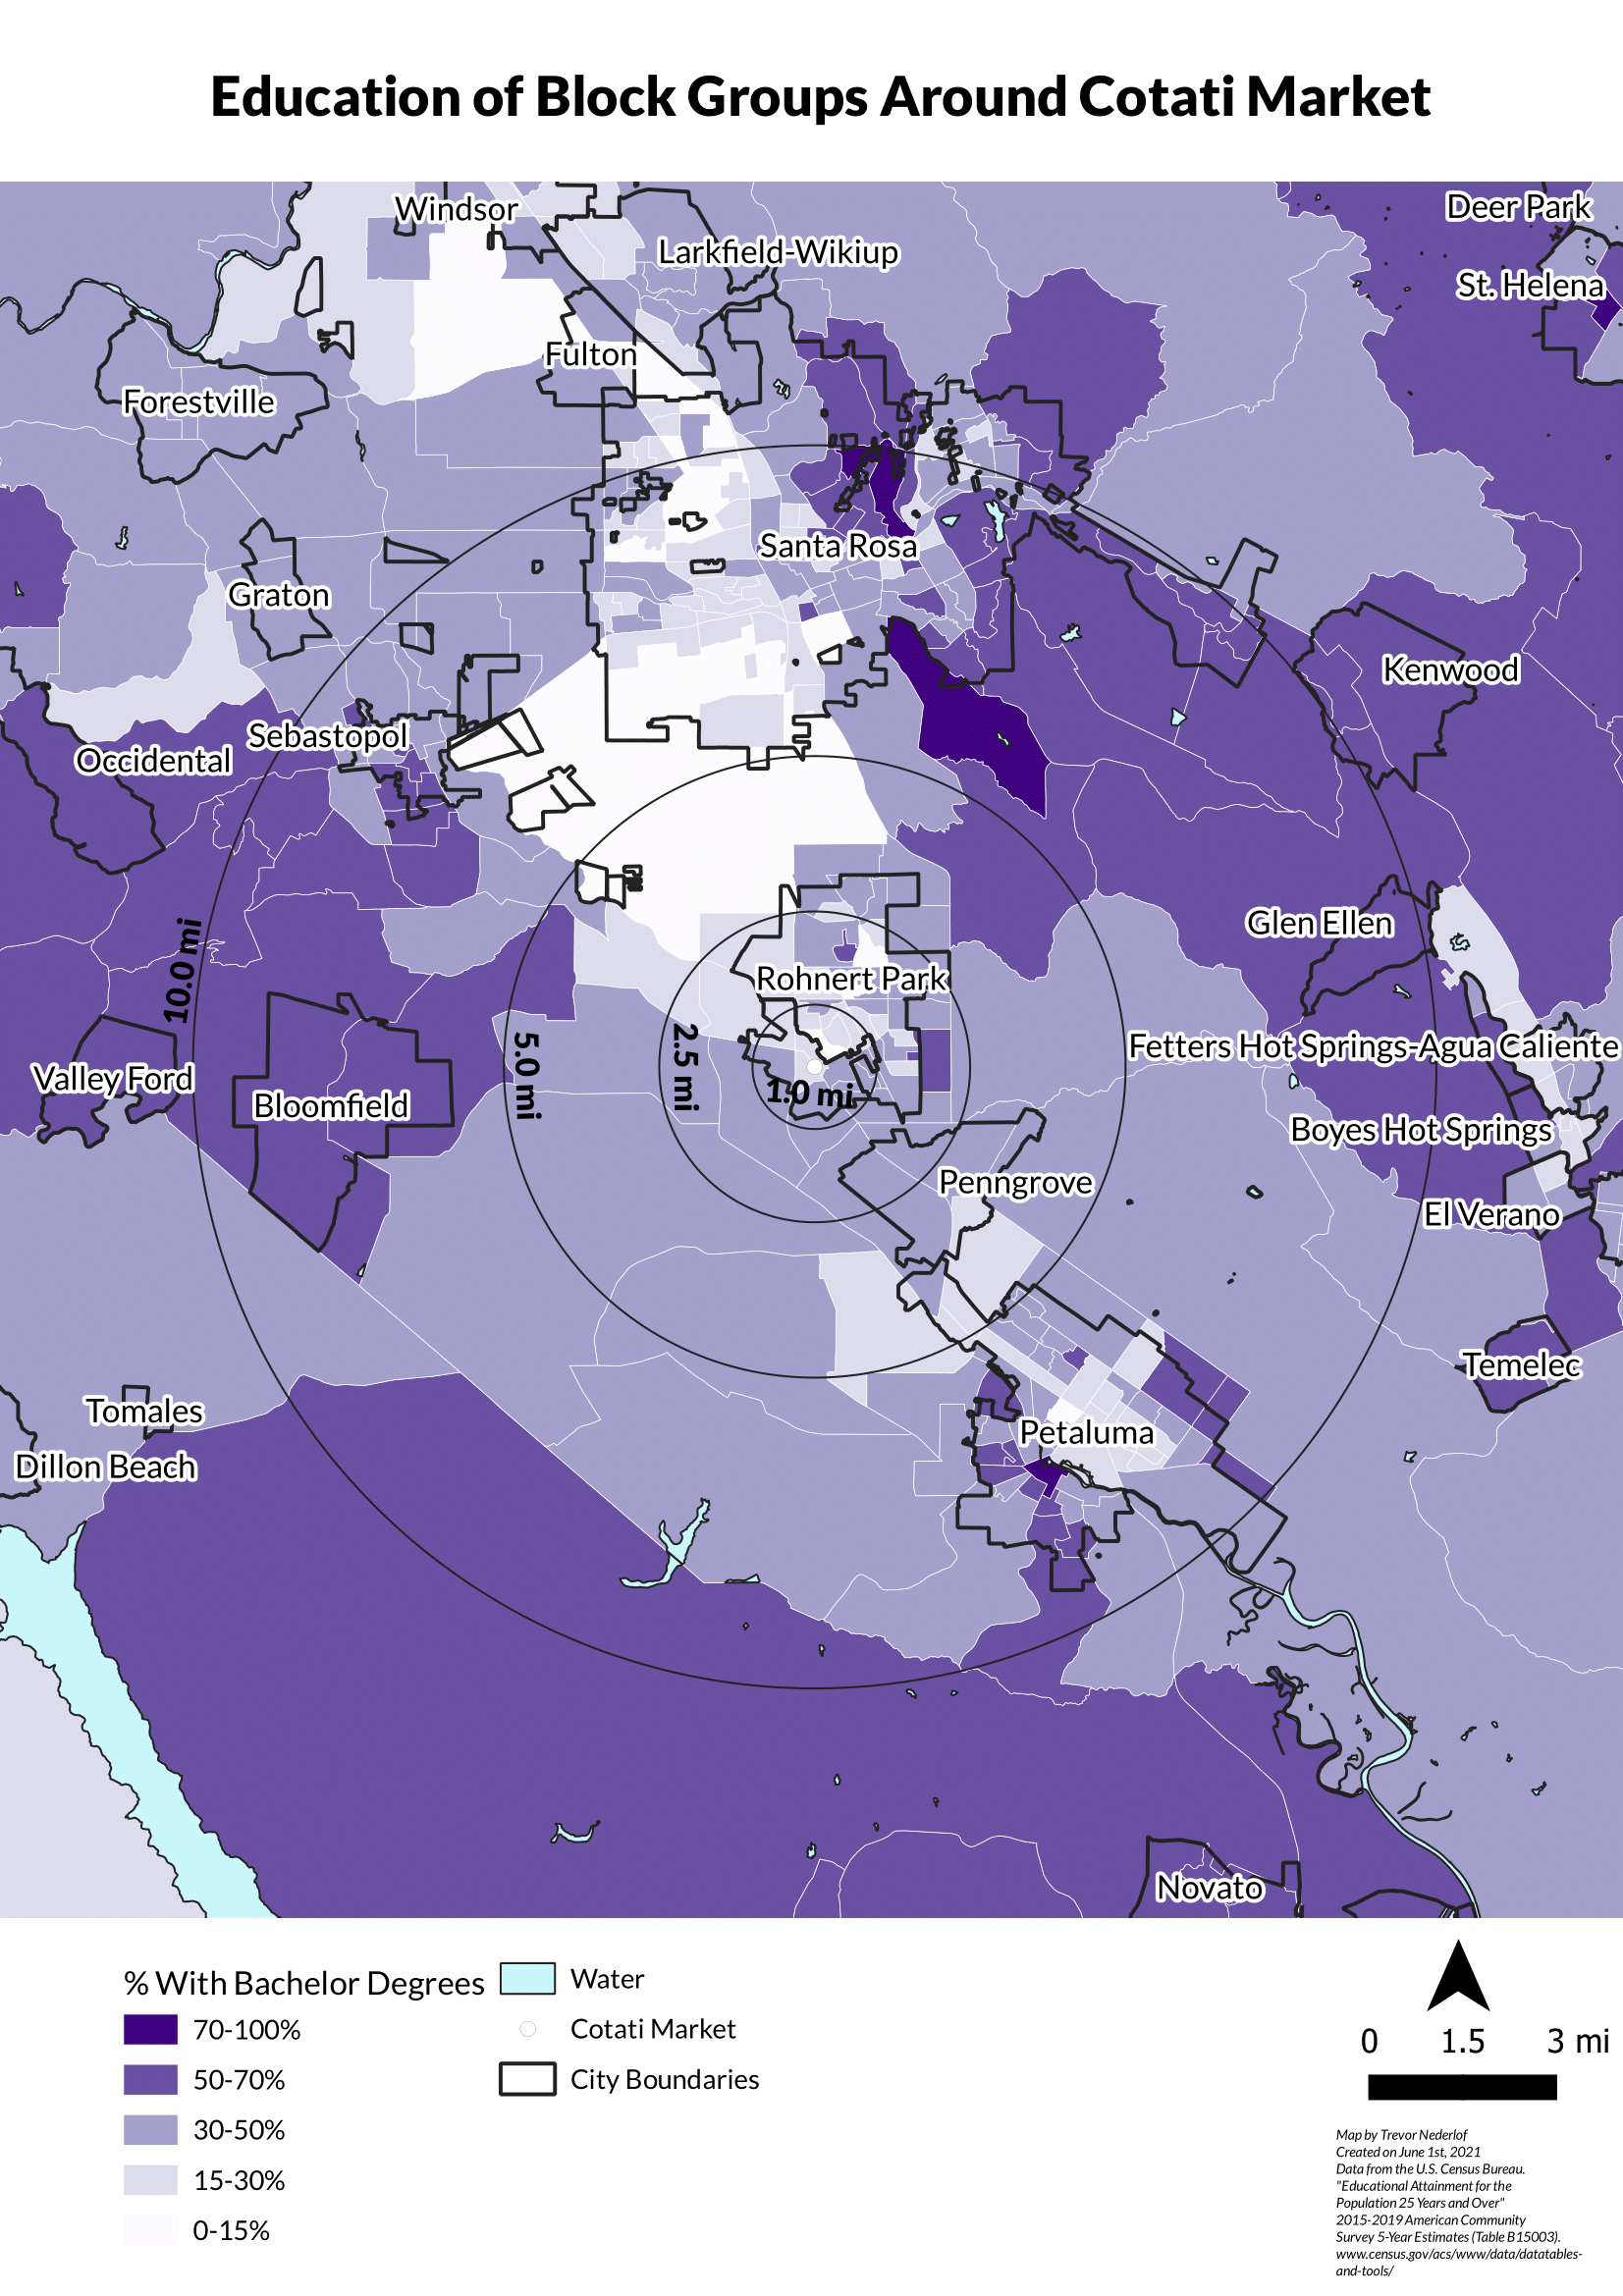 Education of Block Groups Around Cotati Market
Windsor
Deer Park
Larkfield-Wikiup
St. Helena
Fulton
Forestville
Santa Rosa
Graton
Kenwood
Sebastopol
Occidental
Glen Ellen
10.0 mi
Rohnert Park
Fetters Hot Springs-Agua Caliente
5.0 mi
2.5 mi
1.0 mi
Valley Ford
Bloomfield
Boyes Hot Springs
Penngrove
El Verano
Temelec
Tomales
Petaluma
Dillon Beach
Novato
% With Bachelor Degrees
70-100%
50-70%
30-50%
15-30%
0-15%
Water
Cotati Market
City Boundaries
0 1.5 3 mi
Map by Trevor Nederlof
Created on June 1st, 2021
Data from the U.S. Census Bureau.
"Educational Attainment for the
Population 25 Years and Over"
2015-2019 American Community
Survey 5-Year Estimates (Table B15003).
www.census.gov/acs/www/data/datatables-
and-tools/